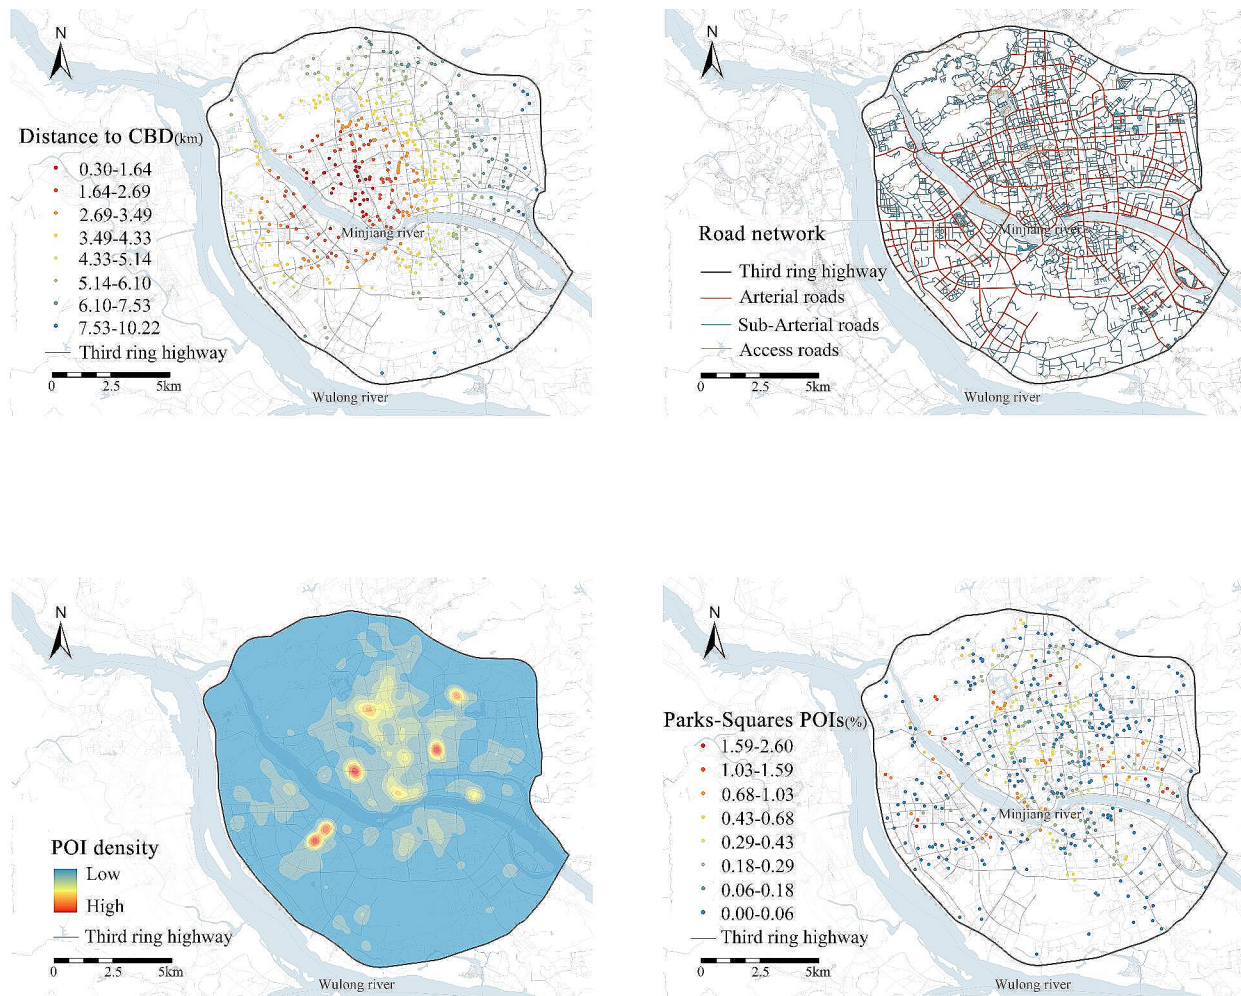 N
Distance to CBD(km)
0.30-1.64
1.64-2.69
2.69-3.49
3.49-4.33
4.33-5.14
5.14-6.10
6.10-7.53
7.53-10.22
Third ring highway
0 2.5 5km
Minjiang river
Wulong river
N
Road network
Third ring highway
Arterial roads
Sub-Arterial roads
Access roads
0 2.5 5km
Minjiang river
Wulong river
N
POI density
Low
High
Third ring highway
0 2.5 5km
Wulong river
N
Parks-Squares POIs(%)
1.59-2.60
1.03-1.59
0.68-1.03
0.43-0.68
0.29-0.43
0.18-0.29
0.06-0.18
0.00-0.06
Third ring highway
0 2.5 5km
Minjiang river
Wulong river